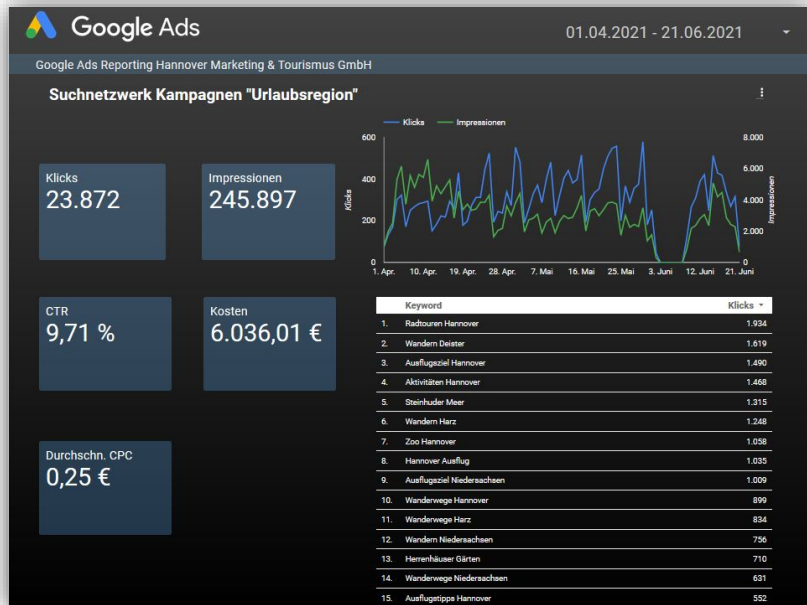 Google Ads
01.04.2021 - 21.06.2021
Google Ads Reporting Hannover Marketing & Tourismus GmbH
Suchnetzwerk Kampagnen "Urlaubsregion"
Klicks
23.872
Impressionen
245.897
CTR
9,71 %
Kosten
6.036,01 €
Durchschn. CPC
0,25 €
Klicks Impressionen
600 8.000
6.000
400
4.000
200
2.000
0 0
Klicks
Impressionen
1. Apr. 10. Apr. 19. Apr. 28. Apr. 7. Mai 16. Mai 25. Mai 3. Juni 12. Juni 21. Juni
Keyword Klicks
1. Radtouren Hannover 1.934
2. Wandern Deister 1.619
3. Ausflugsziel Hannover 1.490
4. Aktivitäten Hannover 1.468
5. Steinhuder Meer 1.315
6. Wandern Harz 1.248
7. Zoo Hannover 1.058
8. Hannover Ausflug 1.035
9. Ausflugsziel Niedersachsen 1.009
10. Wanderwege Hannover 899
11. Wanderwege Harz 834
12. Wandern Niedersachsen 756
13. Herrenhäuser Gärten 710
14. Wanderwege Niedersachsen 631
15. Ausflugstipps Hannover 552